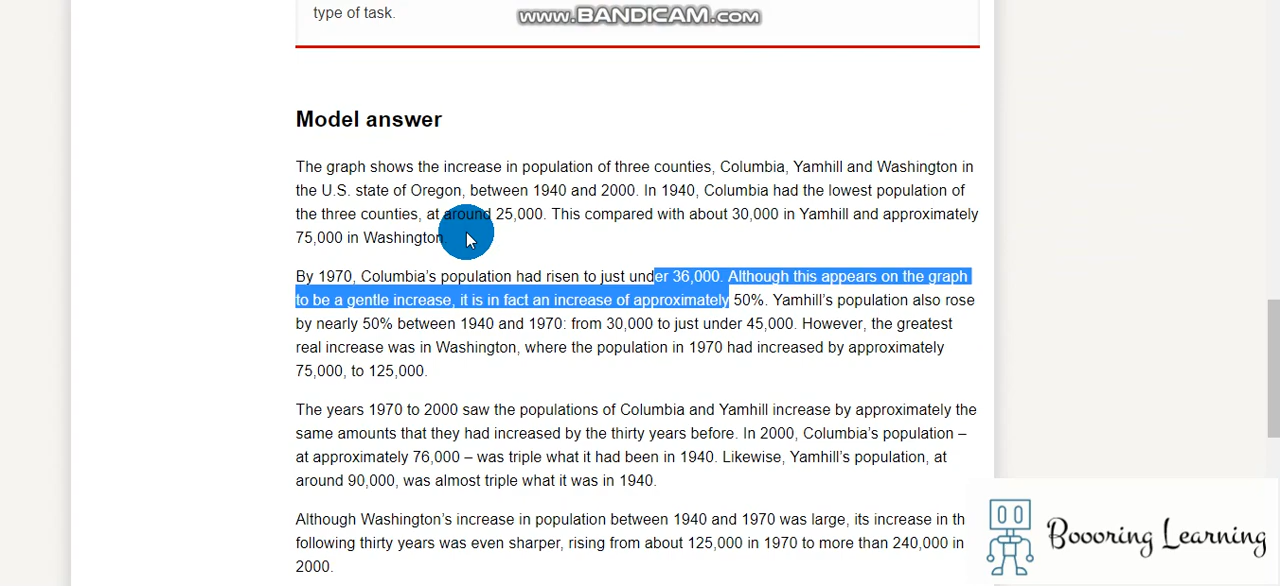 type of task.
www.BANDICAM.com
Model answer
The graph shows the increase in population of three counties, Columbia, Yamhill and Washington in
the U.S. state of Oregon, between 1940 and 2000. In 1940, Columbia had the lowest population of
the three counties, at around 25,000. This compared with about 30,000 in Yamhill and approximately
75,000 in Washington
By 1970, Columbia’s population had risen to just under 36,000. Although this appears on the graph
to be a gentle increase, it is in fact an increase of approximately 50%. Yamhill’s population also rose
by nearly 50% between 1940 and 1970: from 30,000 to just under 45,000. However, the greatest
real increase was in Washington, where the population in 1970 had increased by approximately
75,000, to 125,000.
The years 1970 to 2000 saw the populations of Columbia and Yamhill increase by approximately the
same amounts that they had increased by the thirty years before. In 2000, Columbia’s population –
at approximately 76,000 – was triple what it had been in 1940. Likewise, Yamhill’s population, at
around 90,000, was almost triple what it was in 1940.
Although Washington’s increase in population between 1940 and 1970 was large, its increase in th
following thirty years was even sharper, rising from about 125,000 in 1970 to more than 240,000 in
2000.
Boooring Learning